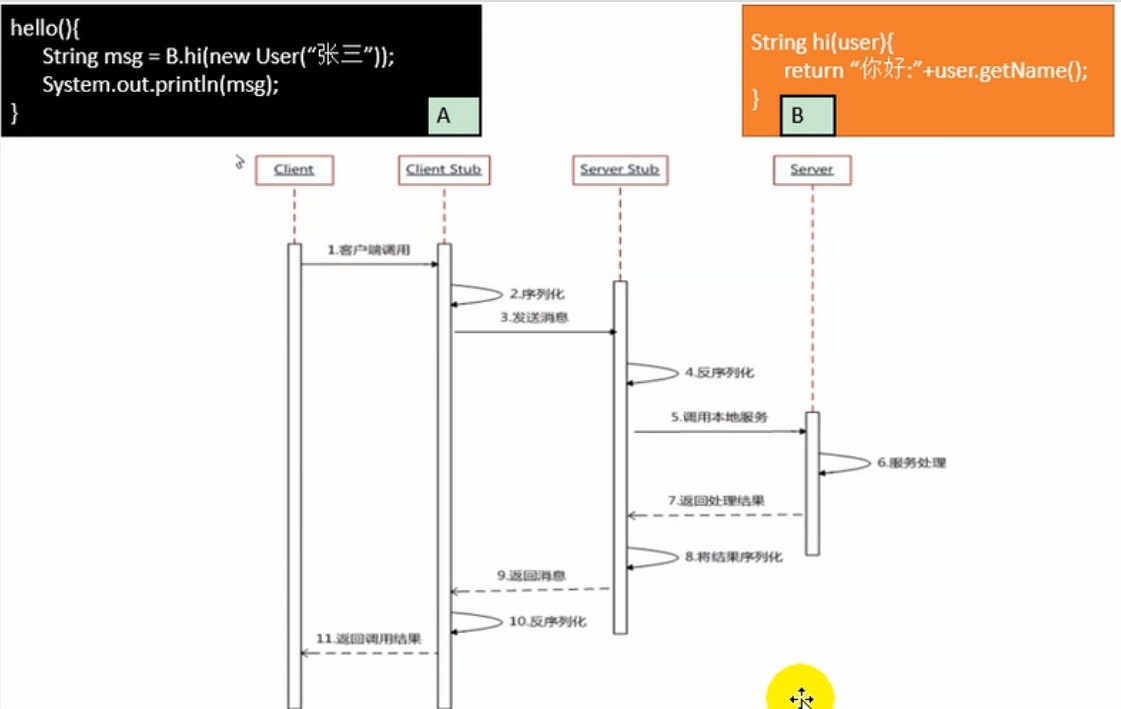 hello(){
String msg = B.hi(new User(“张三”));
System.out.println(msg);
}
A
String hi(user){
return “你好:”+user.getName();
}
B
Client
Client Stub
Server Stub
Server
1.客户端调用
2.序列化
3.发送消息
4.反序列化
5.调用本地服务
6.服务处理
7.返回处理结果
8.将结果序列化
9.返回消息
10.反序列化
11.返回调用结果